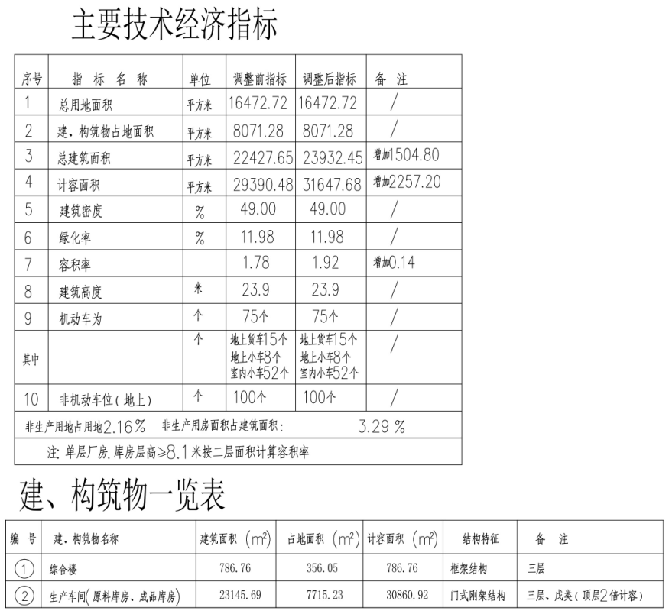 主要技术经济指标
序号 指 标 名 称 单位 调整前指标 调整后指标 备 注
1 总用地面积 平方米 16472.72 16472.72 /
2 建、构筑物占地面积 平方米 8071.28 8071.28 /
3 总建筑面积 平方米 22427.65 23932.45 增加1504.80
4 计容面积 平方米 29390.48 31647.68 增加2257.20
5 建筑密度 % 49.00 49.00 /
6 绿化率 % 11.98 11.98 /
7 容积率 1.78 1.92 增加0.14
8 建筑高度 米 23.9 23.9 /
9 机动车为 个 75个 75个 /
其中 个 地上货车15个 地上货车15个 /
地上小车8个 地上小车8个
室内小车52个 室内小车52个
10 非机动车位(地上) 个 100个 100个 /
非生产用地占用地2.16% 非生产用房面积占建筑面积: 3.29 %
注: 单层厂房、库房层高≥8.1米按二层面积计算容积率
建、构筑物一览表
编 号 建、构筑物名称 建筑面积 (m²) 占地面积 (m²) 计容面积 (m²) 结构特征 备 注
① 综合楼 786.76 356.05 786.76 框架结构 三层
② 生产车间(原料库房、成品库房) 23145.69 7715.23 30860.92 门式刚架结构 三层、戊类(顶层2倍计容)